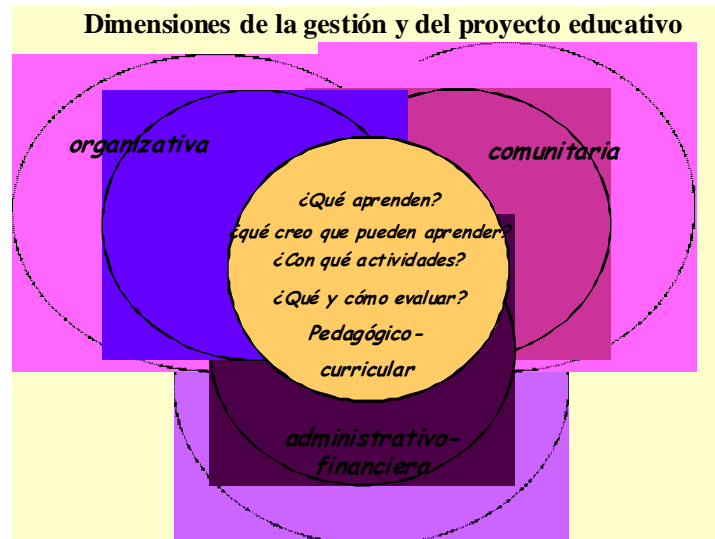 Dimensiones de la gestión y del proyecto educativo
organizativa
comunitaria
¿Qué aprenden?
¿qué creo que pueden aprender?
¿Con qué actividades?
¿Qué y cómo evaluar?
Pedagógico-
curricular
administrativo-
financiera